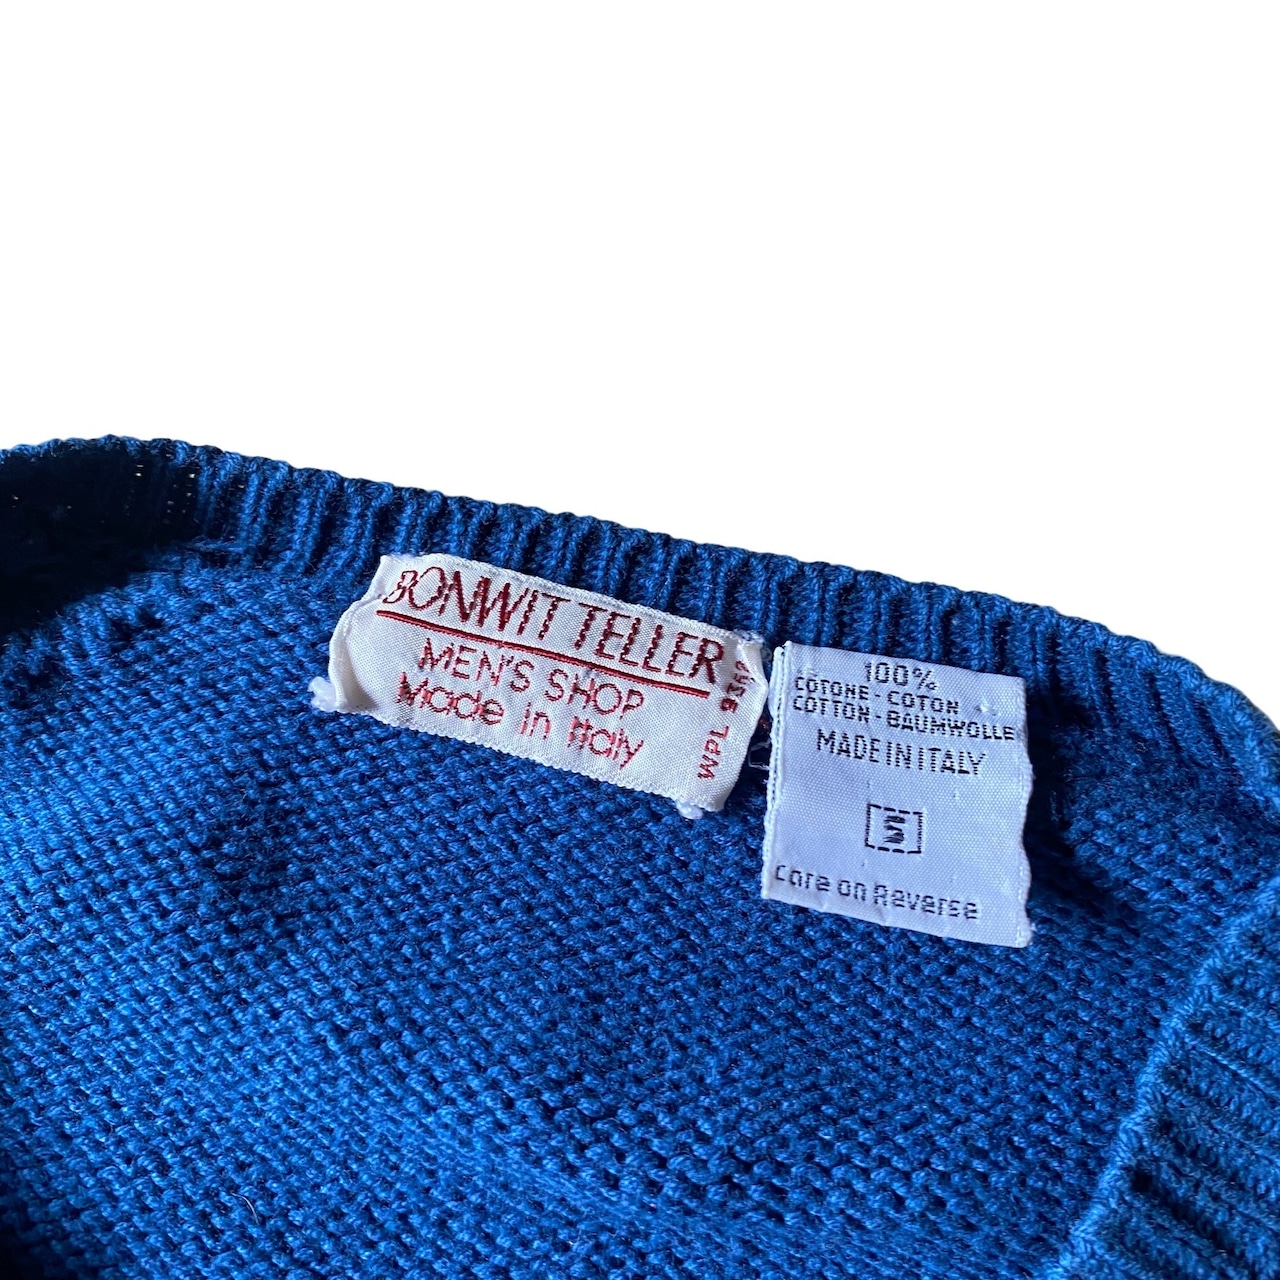 BONWIT TELLER
MEN'S SHOP
Made in Italy
WPL
100%
COTONE - COTON
COTTON - BAUMWOLLE
MADE IN ITALY
S
Care on Reverse